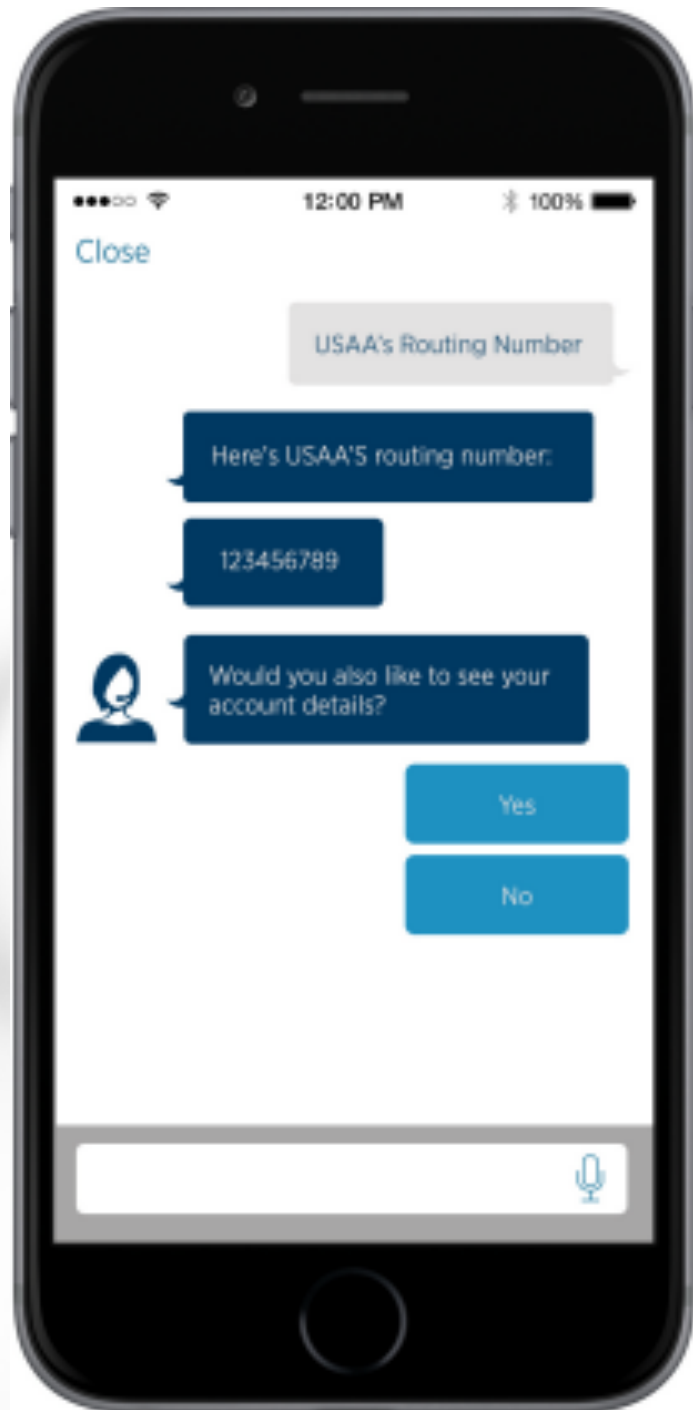 12:00 PM 100%
Close
USAA's Routing Number
Here's USAA'S routing number:
123456789
Would you also like to see your
account details?
Yes
No